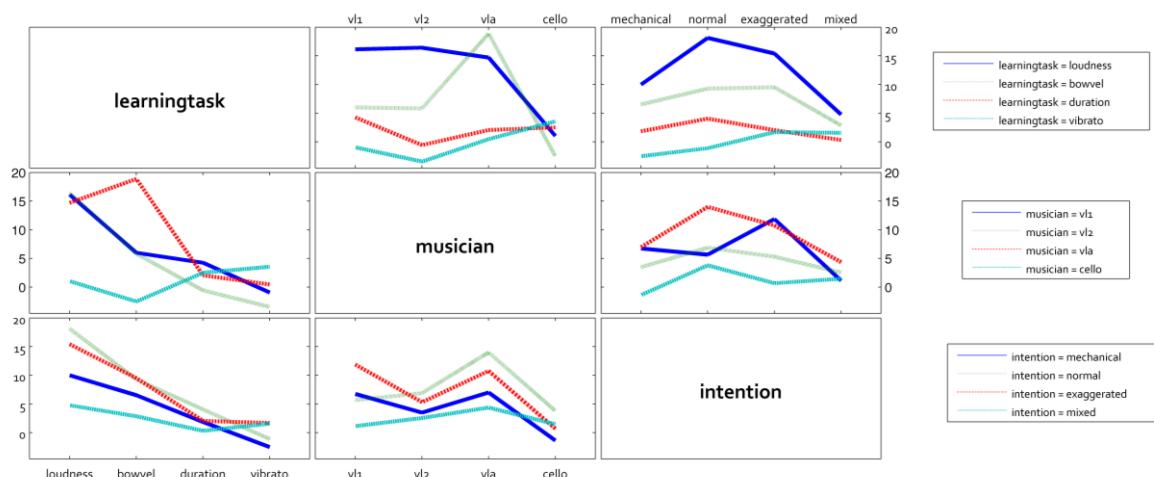 vl1 vl2 vla cello mechanical normal exaggerated mixed
learningtask
20
15
10
5
0
learningtask = loudness
learningtask = bowvel
learningtask = duration
learningtask = vibrato
20
15
10
5
0
musician
20
15
10
5
0
musician = vl1
musician = vl2
musician = vla
musician = cello
20
15
10
5
0
intention
intention = mechanical
intention = normal
intention = exaggerated
intention = mixed
loudness bowvel duration vibrato vl1 vl2 vla cello